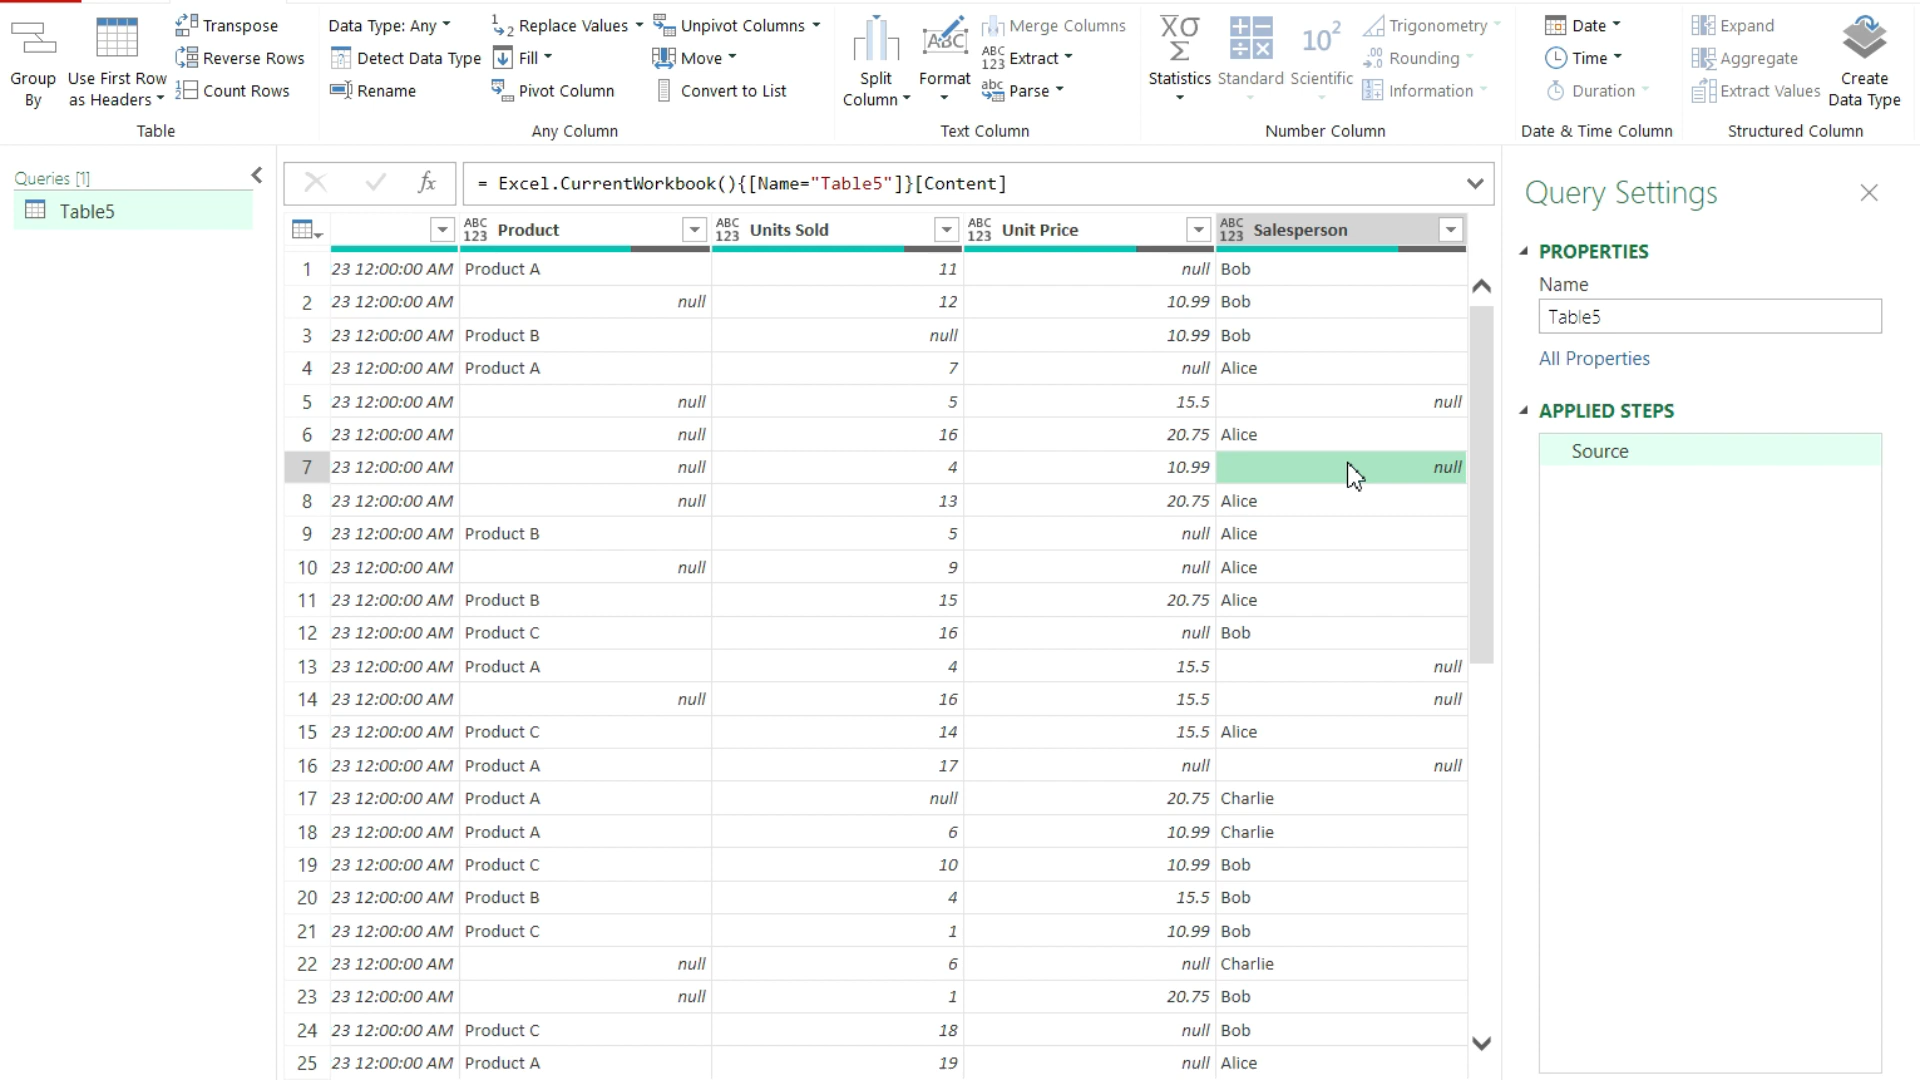 Group By
Use First Row as Headers
Transpose
Reverse Rows
Count Rows
Table
Data Type: Any
Detect Data Type
Rename
Replace Values
Fill
Pivot Column
Unpivot Columns
Move
Convert to List
Any Column
Split Column
Format
Merge Columns
Extract
Parse
Text Column
Statistics
Standard
Scientific
Trigonometry
Rounding
Information
Number Column
Date
Time
Duration
Date & Time Column
Expand
Aggregate
Extract Values
Structured Column
Create Data Type
Queries [1]
Table5
fx
= Excel.CurrentWorkbook(){[Name="Table5"]}[Content]
ABC 123 Product ABC 123 Units Sold ABC 123 Unit Price ABC 123 Salesperson
1 23 12:00:00 AM Product A 11 null Bob
2 23 12:00:00 AM null 12 10.99 Bob
3 23 12:00:00 AM Product B null 10.99 Bob
4 23 12:00:00 AM Product A 7 null Alice
5 23 12:00:00 AM null 5 15.5 null
6 23 12:00:00 AM null 16 20.75 Alice
7 23 12:00:00 AM null 4 10.99 null
8 23 12:00:00 AM null 13 20.75 Alice
9 23 12:00:00 AM Product B 5 null Alice
10 23 12:00:00 AM null 9 null Alice
11 23 12:00:00 AM Product B 15 20.75 Alice
12 23 12:00:00 AM Product C 16 null Bob
13 23 12:00:00 AM Product A 4 15.5 null
14 23 12:00:00 AM null 16 15.5 null
15 23 12:00:00 AM Product C 14 15.5 Alice
16 23 12:00:00 AM Product A 17 null null
17 23 12:00:00 AM Product A null 20.75 Charlie
18 23 12:00:00 AM Product A 6 10.99 Charlie
19 23 12:00:00 AM Product C 10 10.99 Bob
20 23 12:00:00 AM Product B 4 15.5 Bob
21 23 12:00:00 AM Product C 1 10.99 Bob
22 23 12:00:00 AM null 6 null Charlie
23 23 12:00:00 AM null 1 20.75 Bob
24 23 12:00:00 AM Product C 18 null Bob
25 23 12:00:00 AM Product A 19 null Alice
Query Settings
PROPERTIES
Name
Table5
All Properties
APPLIED STEPS
Source